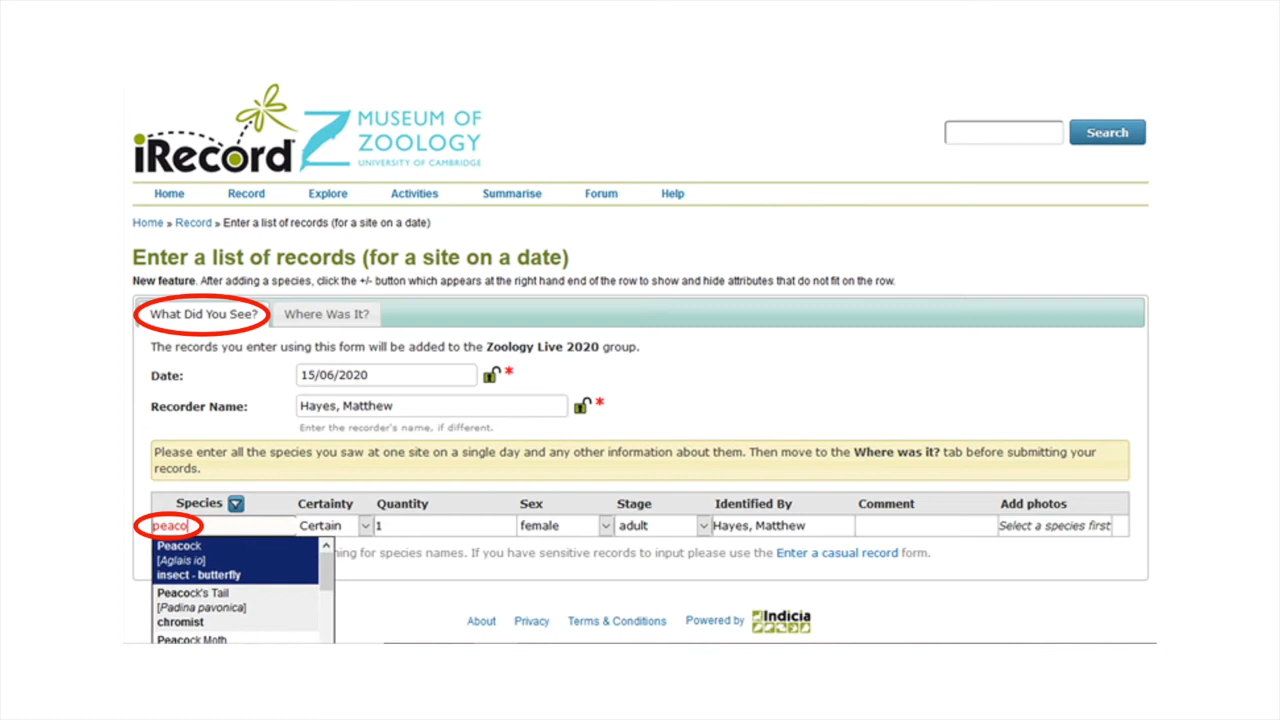 iRecord
MUSEUM OF
ZOOLOGY
UNIVERSITY OF CAMBRIDGE
Search
Home Record Explore Activities Summarise Forum Help
Home » Record » Enter a list of records (for a site on a date)
Enter a list of records (for a site on a date)
New feature. After adding a species, click the +/- button which appears at the right hand end of the row to show and hide attributes that do not fit on the row.
What Did You See? Where Was It?
The records you enter using this form will be added to the Zoology Live 2020 group.
Date: 15/06/2020 *
Recorder Name: Hayes, Matthew *
Enter the recorder's name, if different.
Please enter all the species you saw at one site on a single day and any other information about them. Then move to the Where was it? tab before submitting your
records.
Species Certainty Quantity Sex Stage Identified By Comment Add photos
peaco Certain 1 female adult Hayes, Matthew Select a species first
Peacock
[Aglais io]
insect - butterfly
for species names. If you have sensitive records to input please use the Enter a casual record form.
Peacock's Tail
[Padina pavonica]
chromist
Peacock Moth
About Privacy Terms & Conditions Powered by Indicia